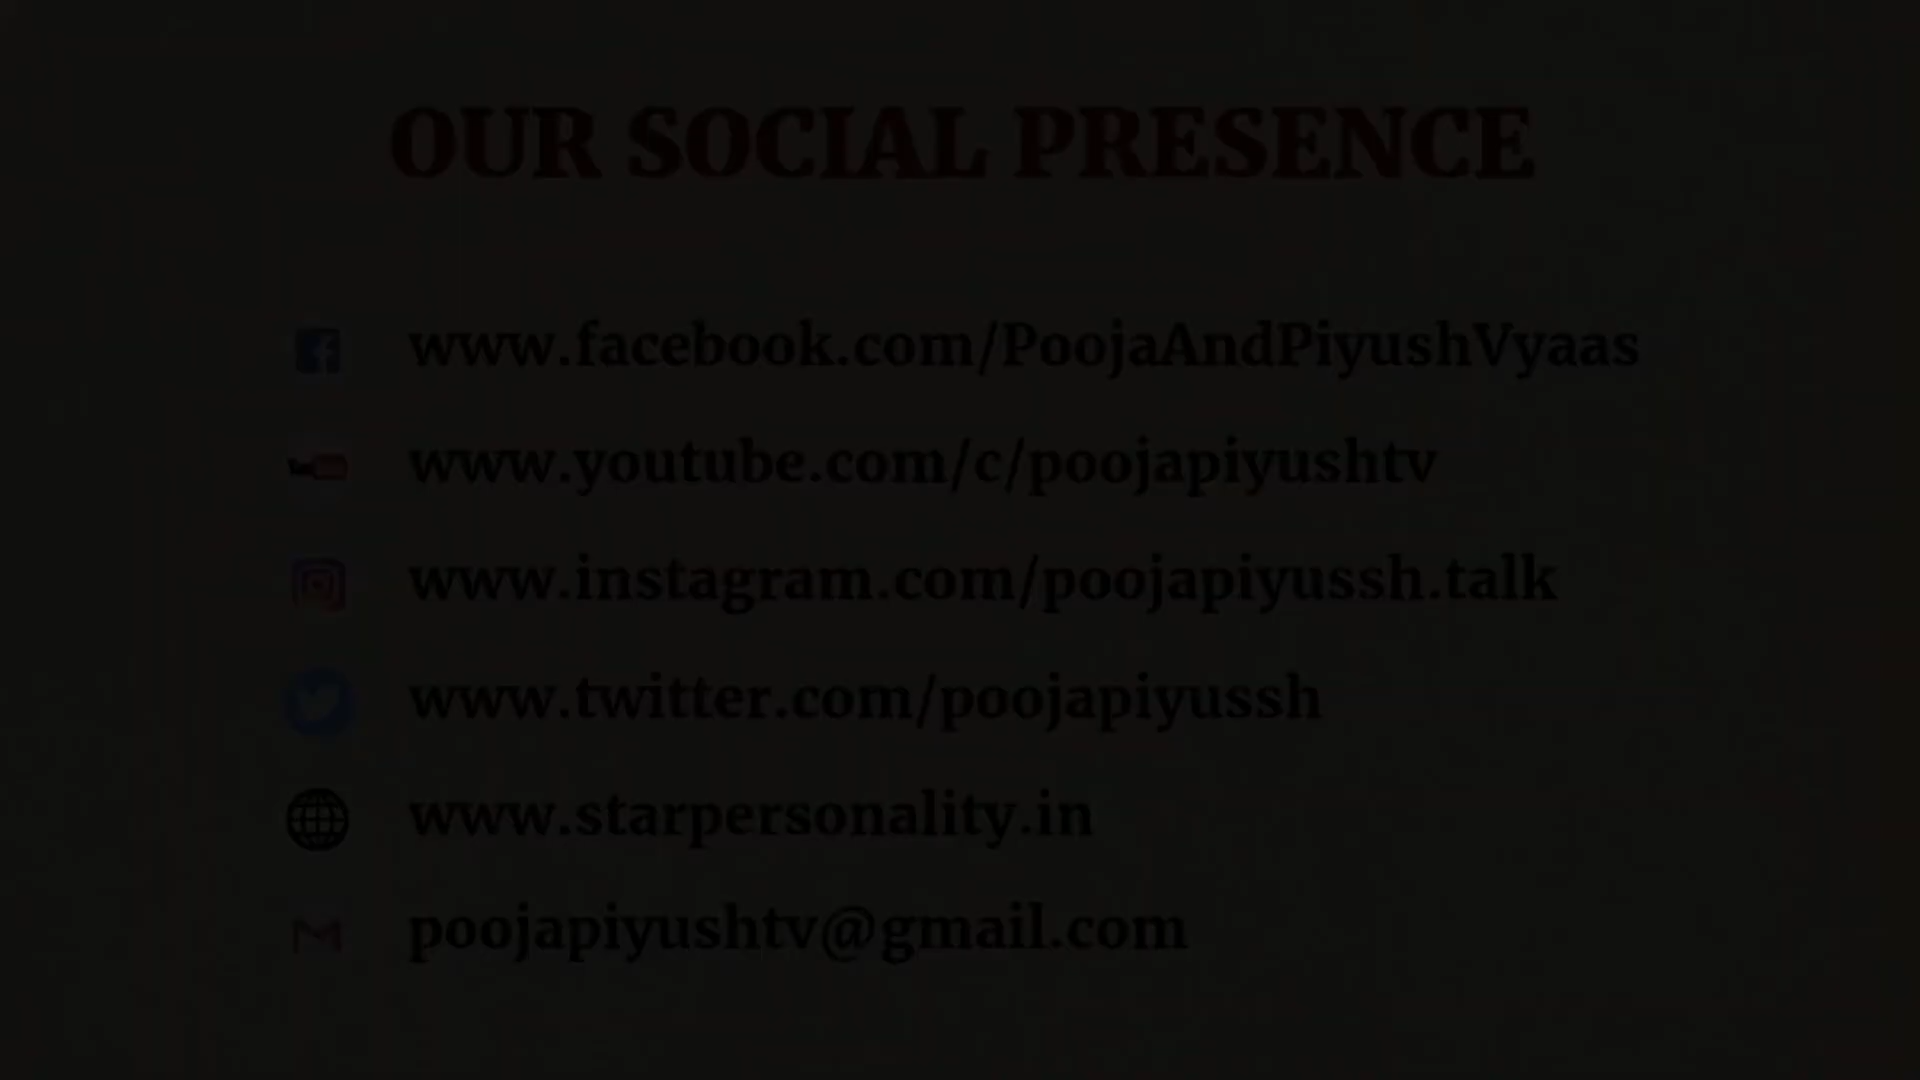 OUR SOCIAL PRESENCE
www.facebook.com/PoojaAndPiyushVyaas
www.youtube.com/c/poojapiyushtv
www.instagram.com/poojapiyussh.talk
www.twitter.com/poojapiyussh
www.starpersonality.in
poojapiyushtv@gmail.com